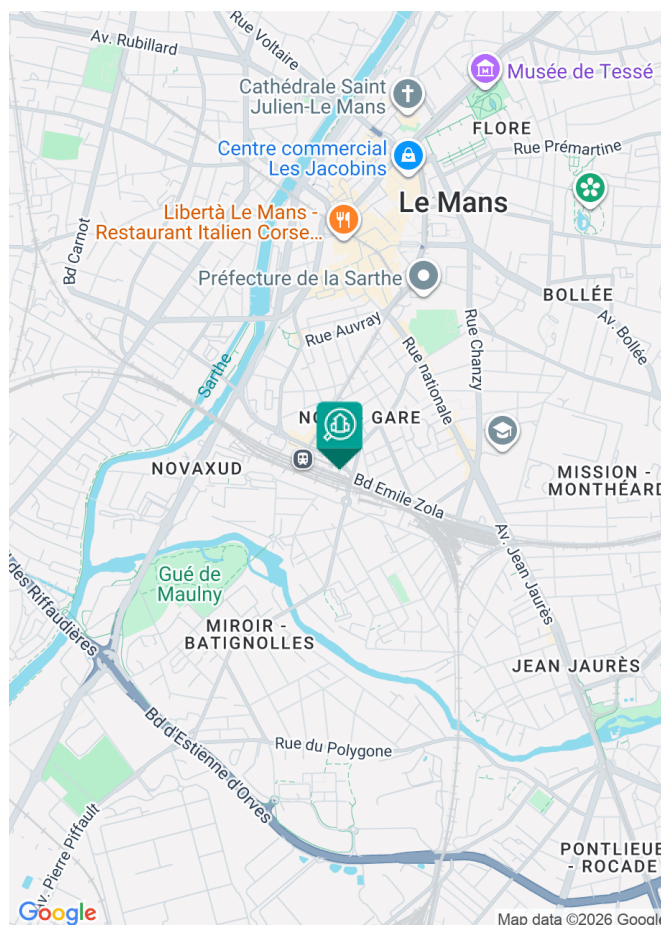 Av. Rubillard
Rue Voltaire
Cathédrale Saint
Julien-Le Mans
Musée de Tessé
FLORE
Rue Prémartine
Centre commercial
Les Jacobins
Le Mans
Libertà Le Mans -
Restaurant Italien Corse...
Bd Carnot
Préfecture de la Sarthe
BOLLÉE
Av. Bollée
Rue Auvray
Rue nationale
Rue Chanzy
Sarthe
GARE
NOVAXUD
Bd Emile Zola
MISSION -
MONTHÉARD
Av. Jean Jaurès
Gué de
Maulny
des Riffaudières
MIROIR -
BATIGNOLLES
JEAN JAURÈS
Bd d'Estienne d'Orves
Rue du Polygone
Av. Pierre Piffault
PONTLIEUE
- ROCADE
Google
Map data ©2026 Google